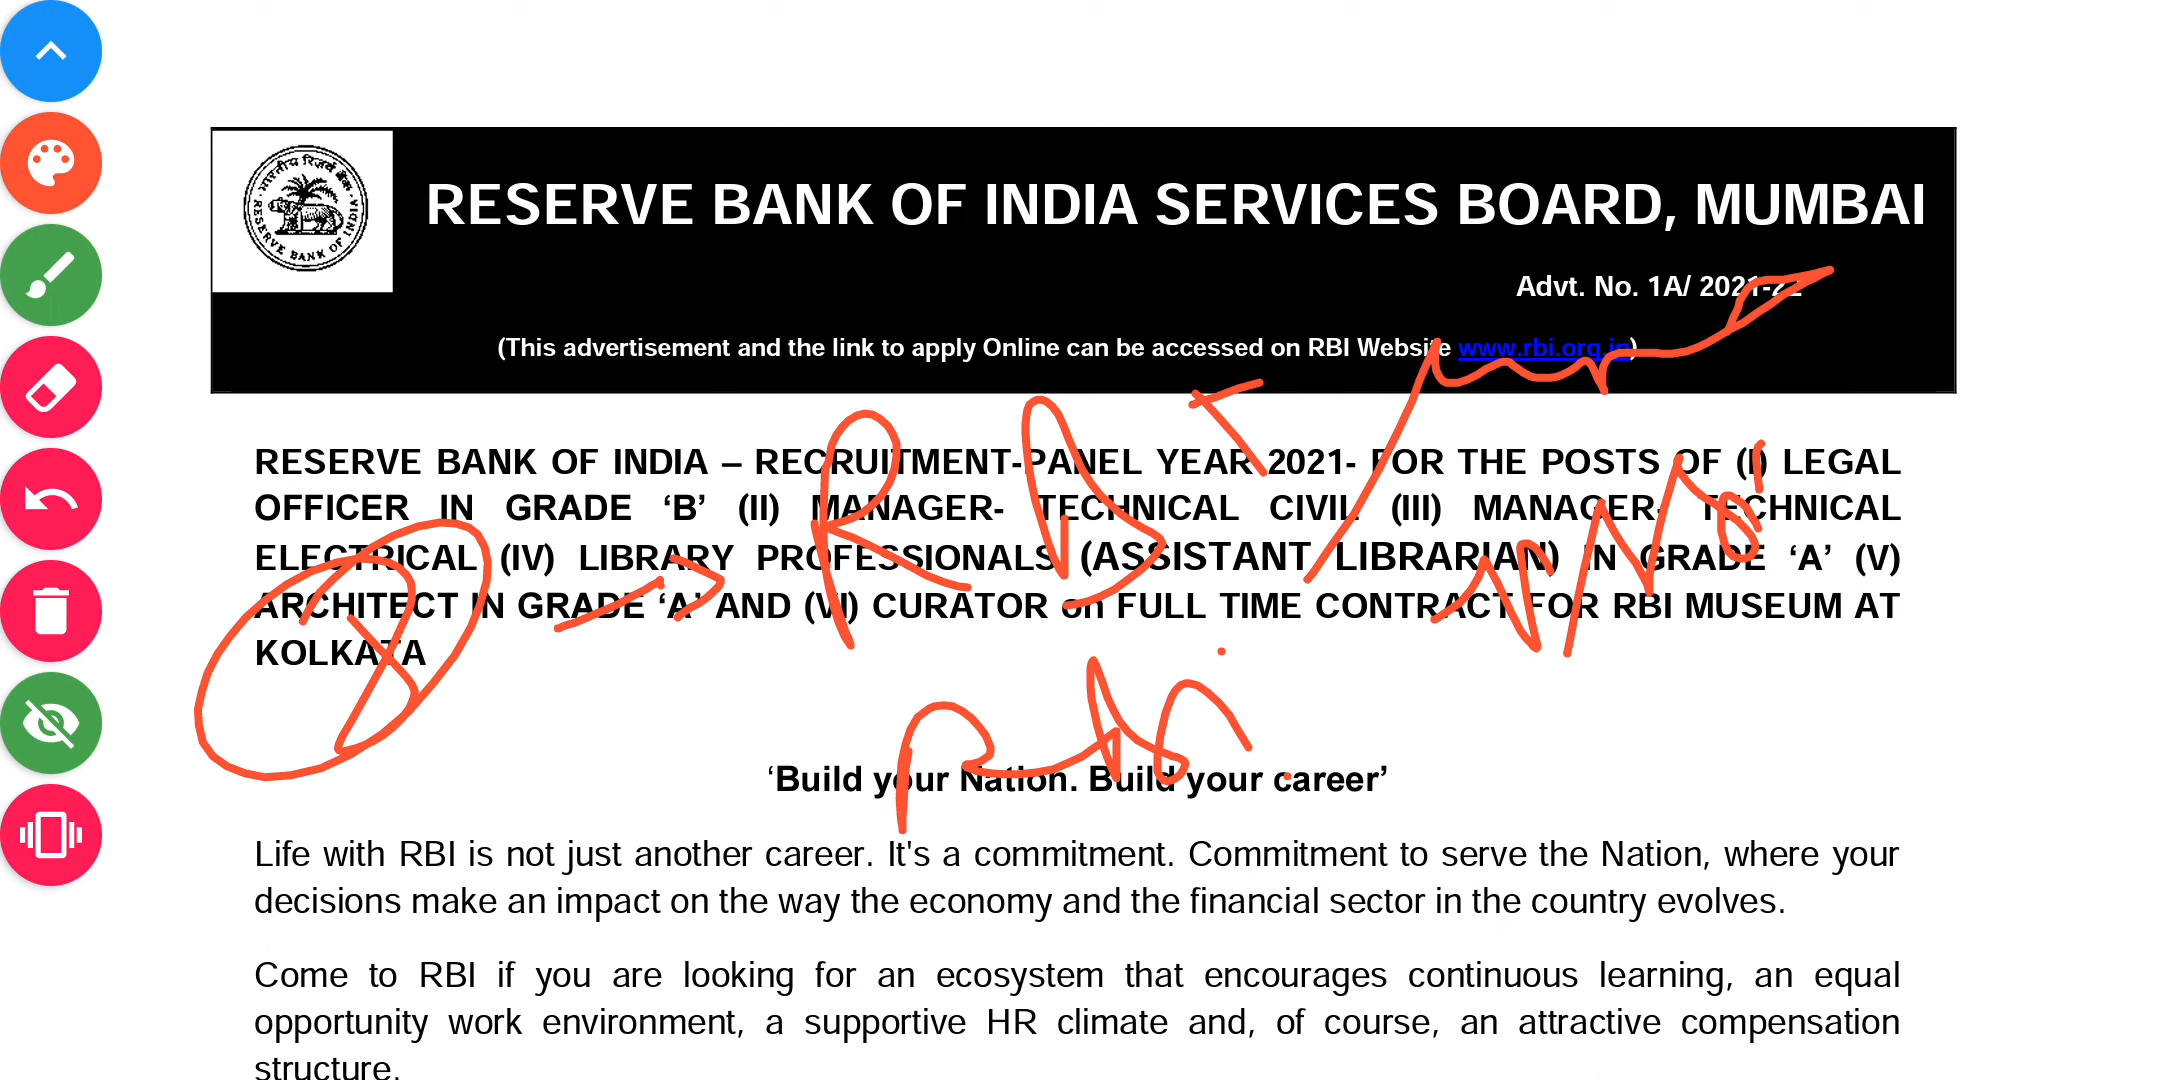 भारतीय रिज़र्व बैंक
RESERVE BANK OF INDIA
RESERVE BANK OF INDIA SERVICES BOARD, MUMBAI
Advt. No. 1A/ 2021-22
(This advertisement and the link to apply Online can be accessed on RBI Website www.rbi.org.in)
RESERVE BANK OF INDIA – RECRUITMENT-PANEL YEAR 2021- FOR THE POSTS OF (I) LEGAL
OFFICER IN GRADE ‘B’ (II) MANAGER- TECHNICAL CIVIL (III) MANAGER- TECHNICAL
ELECTRICAL (IV) LIBRARY PROFESSIONALS (ASSISTANT LIBRARIAN) IN GRADE ‘A’ (V)
ARCHITECT IN GRADE ‘A’ AND (VI) CURATOR on FULL TIME CONTRACT FOR RBI MUSEUM AT
KOLKATA
RBI
‘Build your Nation. Build your career’
Life with RBI is not just another career. It's a commitment. Commitment to serve the Nation, where your
decisions make an impact on the way the economy and the financial sector in the country evolves.
Come to RBI if you are looking for an ecosystem that encourages continuous learning, an equal
opportunity work environment, a supportive HR climate and, of course, an attractive compensation
structure.